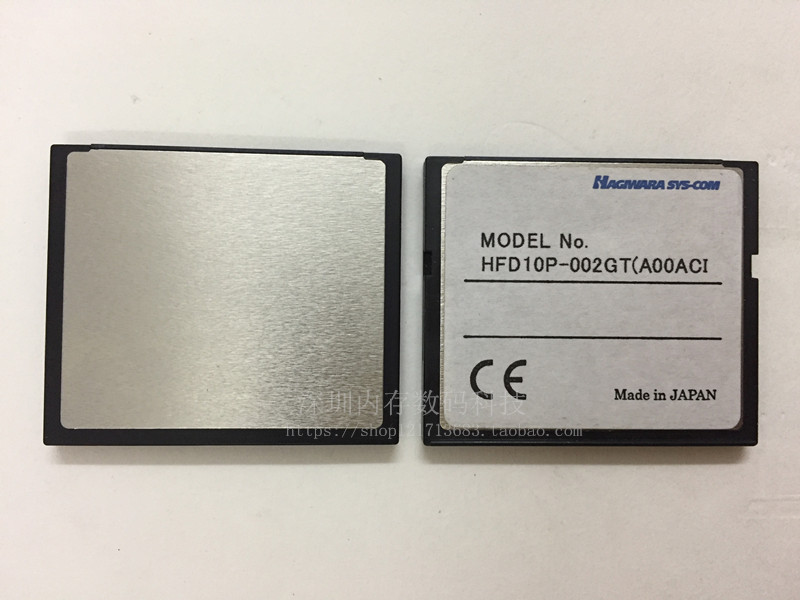 HAGIWARA SYS-COM
MODEL No.
HFD10P-002GT(A00ACI
CE
Made in JAPAN
深圳内存数码科技
https://shop121713683.taobao.com